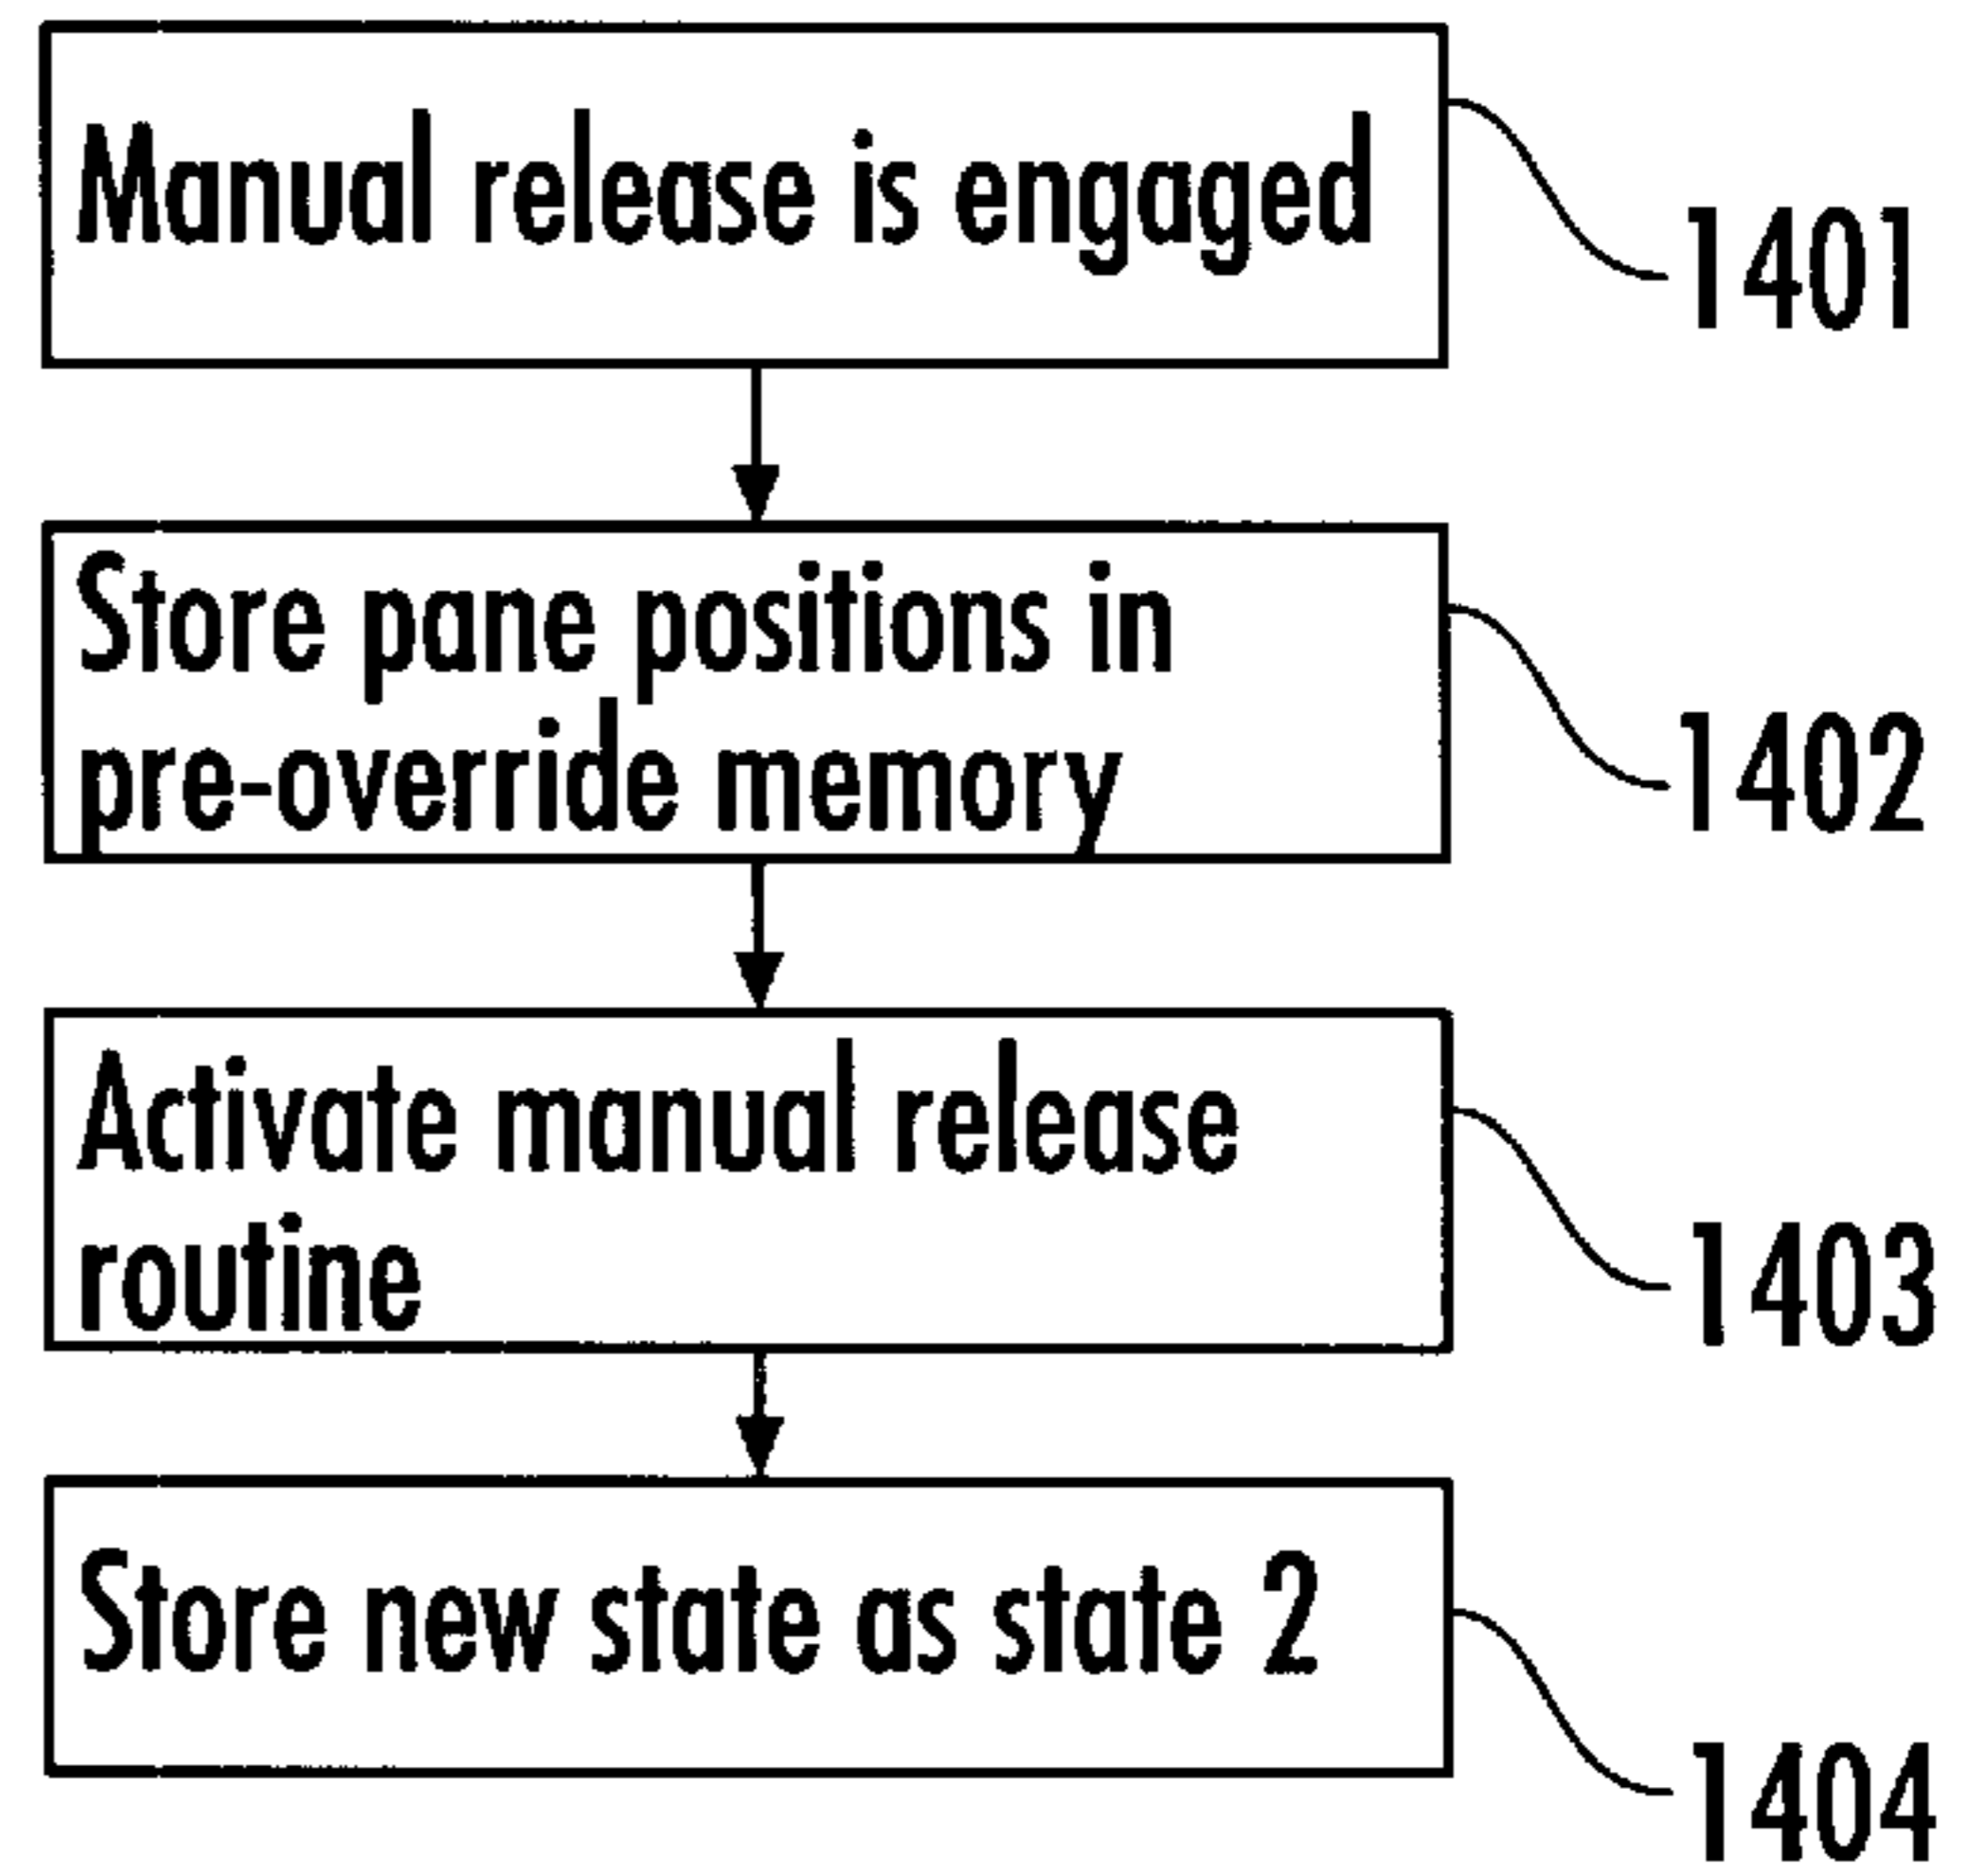 Manual release is engaged
1401
Store pane positions in
pre-override memory
1402
Activate manual release
routine
1403
Store new state as state 2
1404